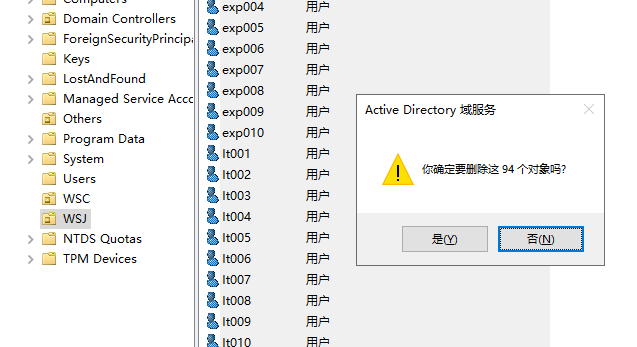 Computers
Domain Controllers
ForeignSecurityPrincipa
Keys
LostAndFound
Managed Service Acco
Others
Program Data
System
Users
WSC
WSJ
NTDS Quotas
TPM Devices
exp004 用户
exp005 用户
exp006 用户
exp007 用户
exp008 用户
exp009 用户
exp010 用户
lt001 用户
lt002 用户
lt003 用户
lt004 用户
lt005 用户
lt006 用户
lt007 用户
lt008 用户
lt009 用户
lt010 用户
Active Directory 域服务
你确定要删除这 94 个对象吗?
是(Y)
否(N)